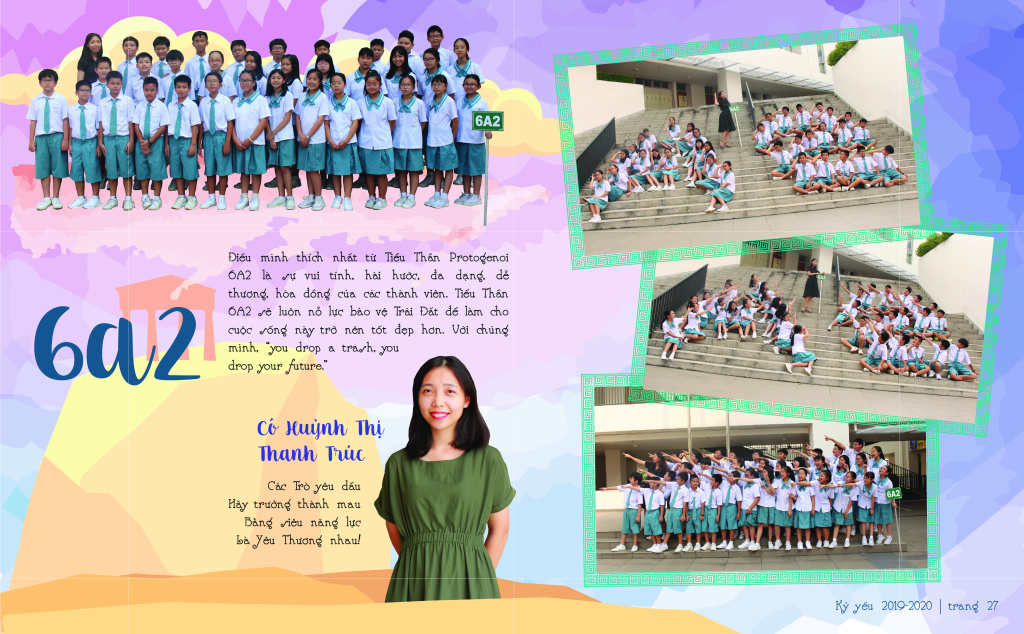 6A2
Điều mình thích nhất từ Tiểu Thần Protogenoi
6A2 là sự vui tính, hài hước, đa dạng, dễ
thương, hòa đồng của các thành viên. Tiểu Thần
6A2 sẽ luôn nỗ lực bảo vệ Trái Đất để làm cho
cuộc sống này trở nên tốt đẹp hơn. Với chúng
mình, “you drop a trash, you
drop your future.”
6a2
Cô Huỳnh Thị
Thanh Trúc
Các Trò yêu dấu
Hãy trưởng thành mau
Bằng siêu năng lực
Là Yêu Thương nhau!
6A2
6A2
6A2
Kỷ yếu 2019-2020 | trang 27